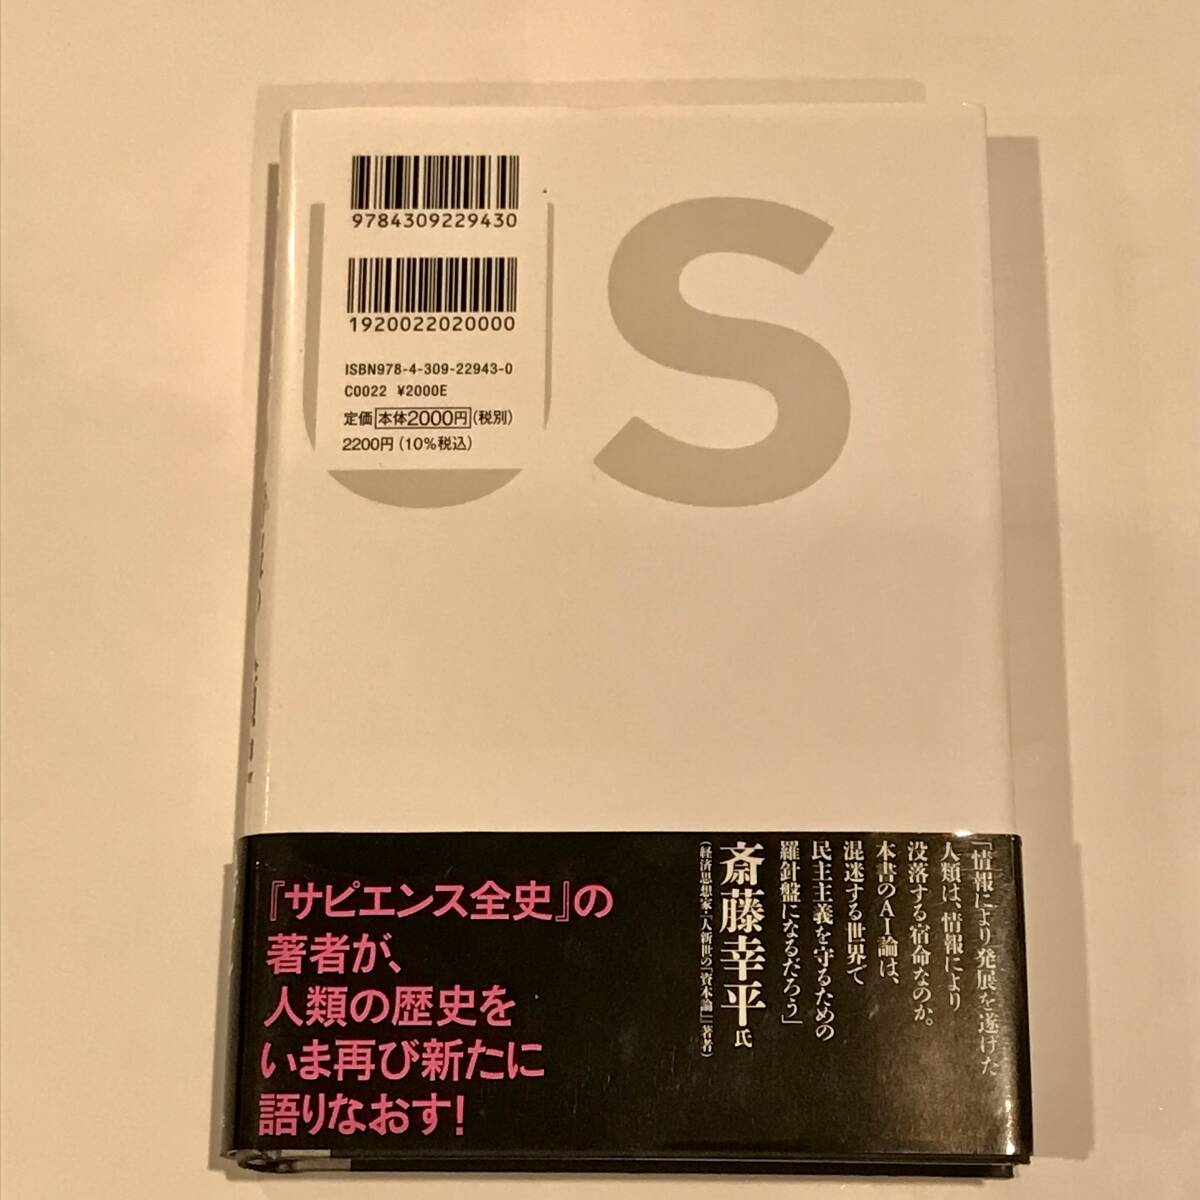 US
9784309229430
1920022020000
ISBN978-4-309-22943-0
C0022 ¥2000E
定価 本体2000円 (税別)
2200円 (10%税込)
『サピエンス全史』の
著者が、
人類の歴史を
いま再び新たに
語りなおす!
「情報により発展を遂げた
人類は、情報により
没落する宿命なのか。
本書のAI論は、
混迷する世界で
民主主義を守るための
羅針盤になるだろう」
斎藤幸平氏
(経済思想家・『人新世の「資本論」』著者)